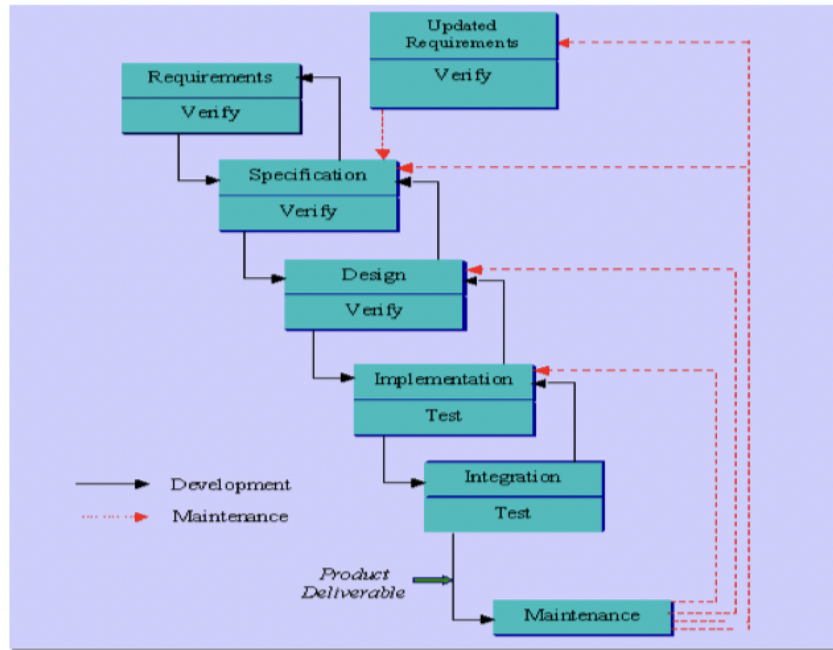 Updated
Requirements
Verify
Requirements
Verify
Specification
Verify
Design
Verify
Implementation
Test
Integration
Test
Development
Maintenance
Product
Deliverable
Maintenance